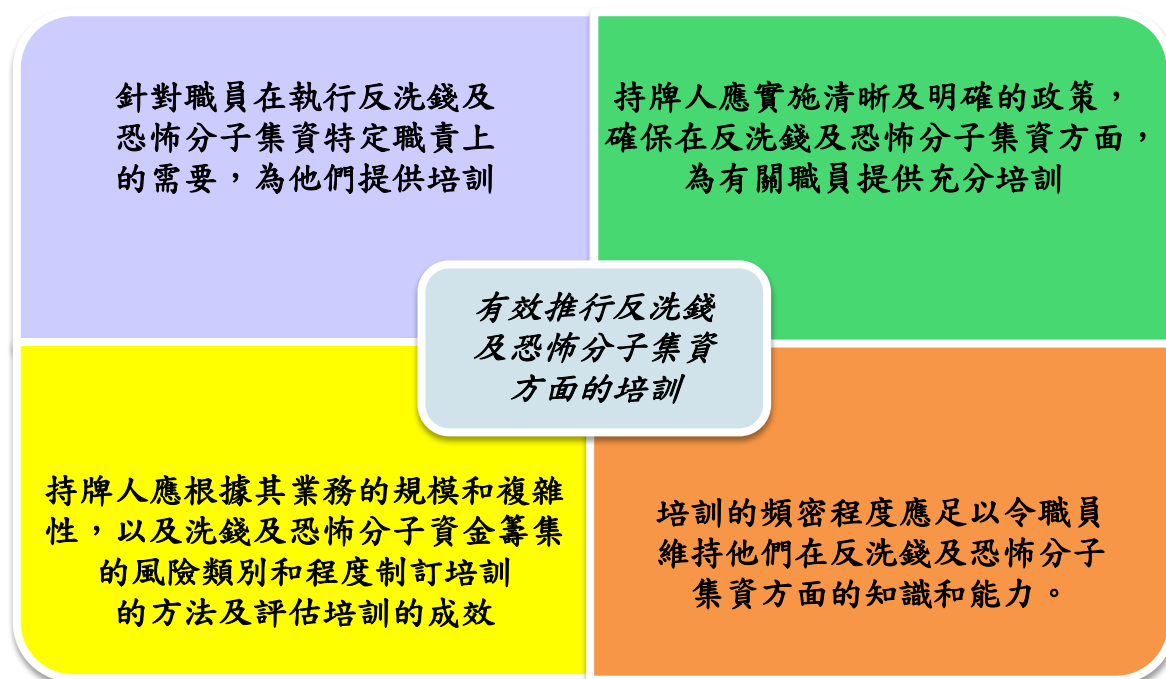 針對職員在執行反洗錢及
恐怖分子集資特定職責上
的需要，為他們提供培訓
持牌人應實施清晰及明確的政策，
確保在反洗錢及恐怖分子集資方面，
為有關職員提供充分培訓
有效推行反洗錢
及恐怖分子集資
方面的培訓
持牌人應根據其業務的規模和複雜
性，以及洗錢及恐怖分子資金籌集
的風險類別和程度制訂培訓
的方法及評估培訓的成效
培訓的頻密程度應足以令職員
維持他們在反洗錢及恐怖分子
集資方面的知識和能力。